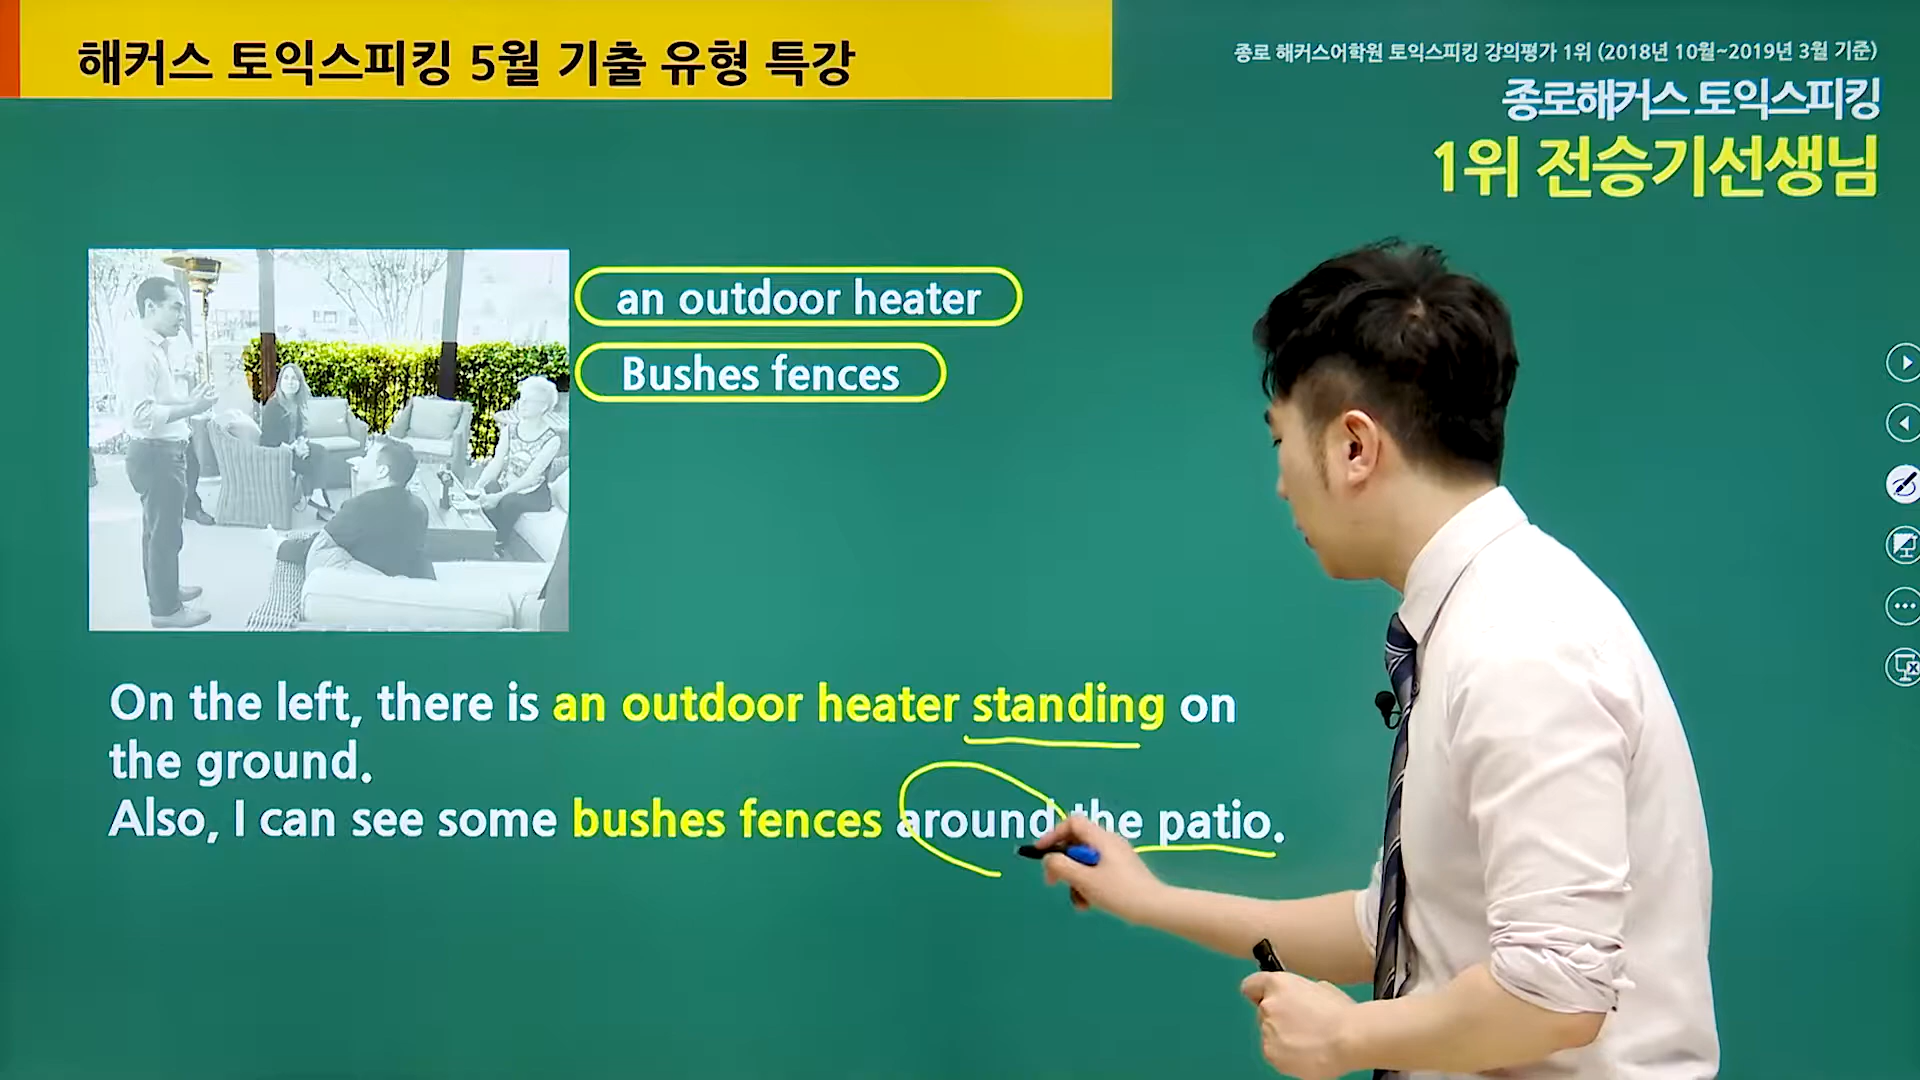 해커스 토익스피킹 5월 기출 유형 특강
종로 해커스어학원 토익스피킹 강의평가 1위 (2018년 10월~2019년 3월 기준)
종로해커스 토익스피킹
1위 전승기선생님
an outdoor heater
Bushes fences
On the left, there is an outdoor heater standing on
the ground.
Also, I can see some bushes fences around the patio.